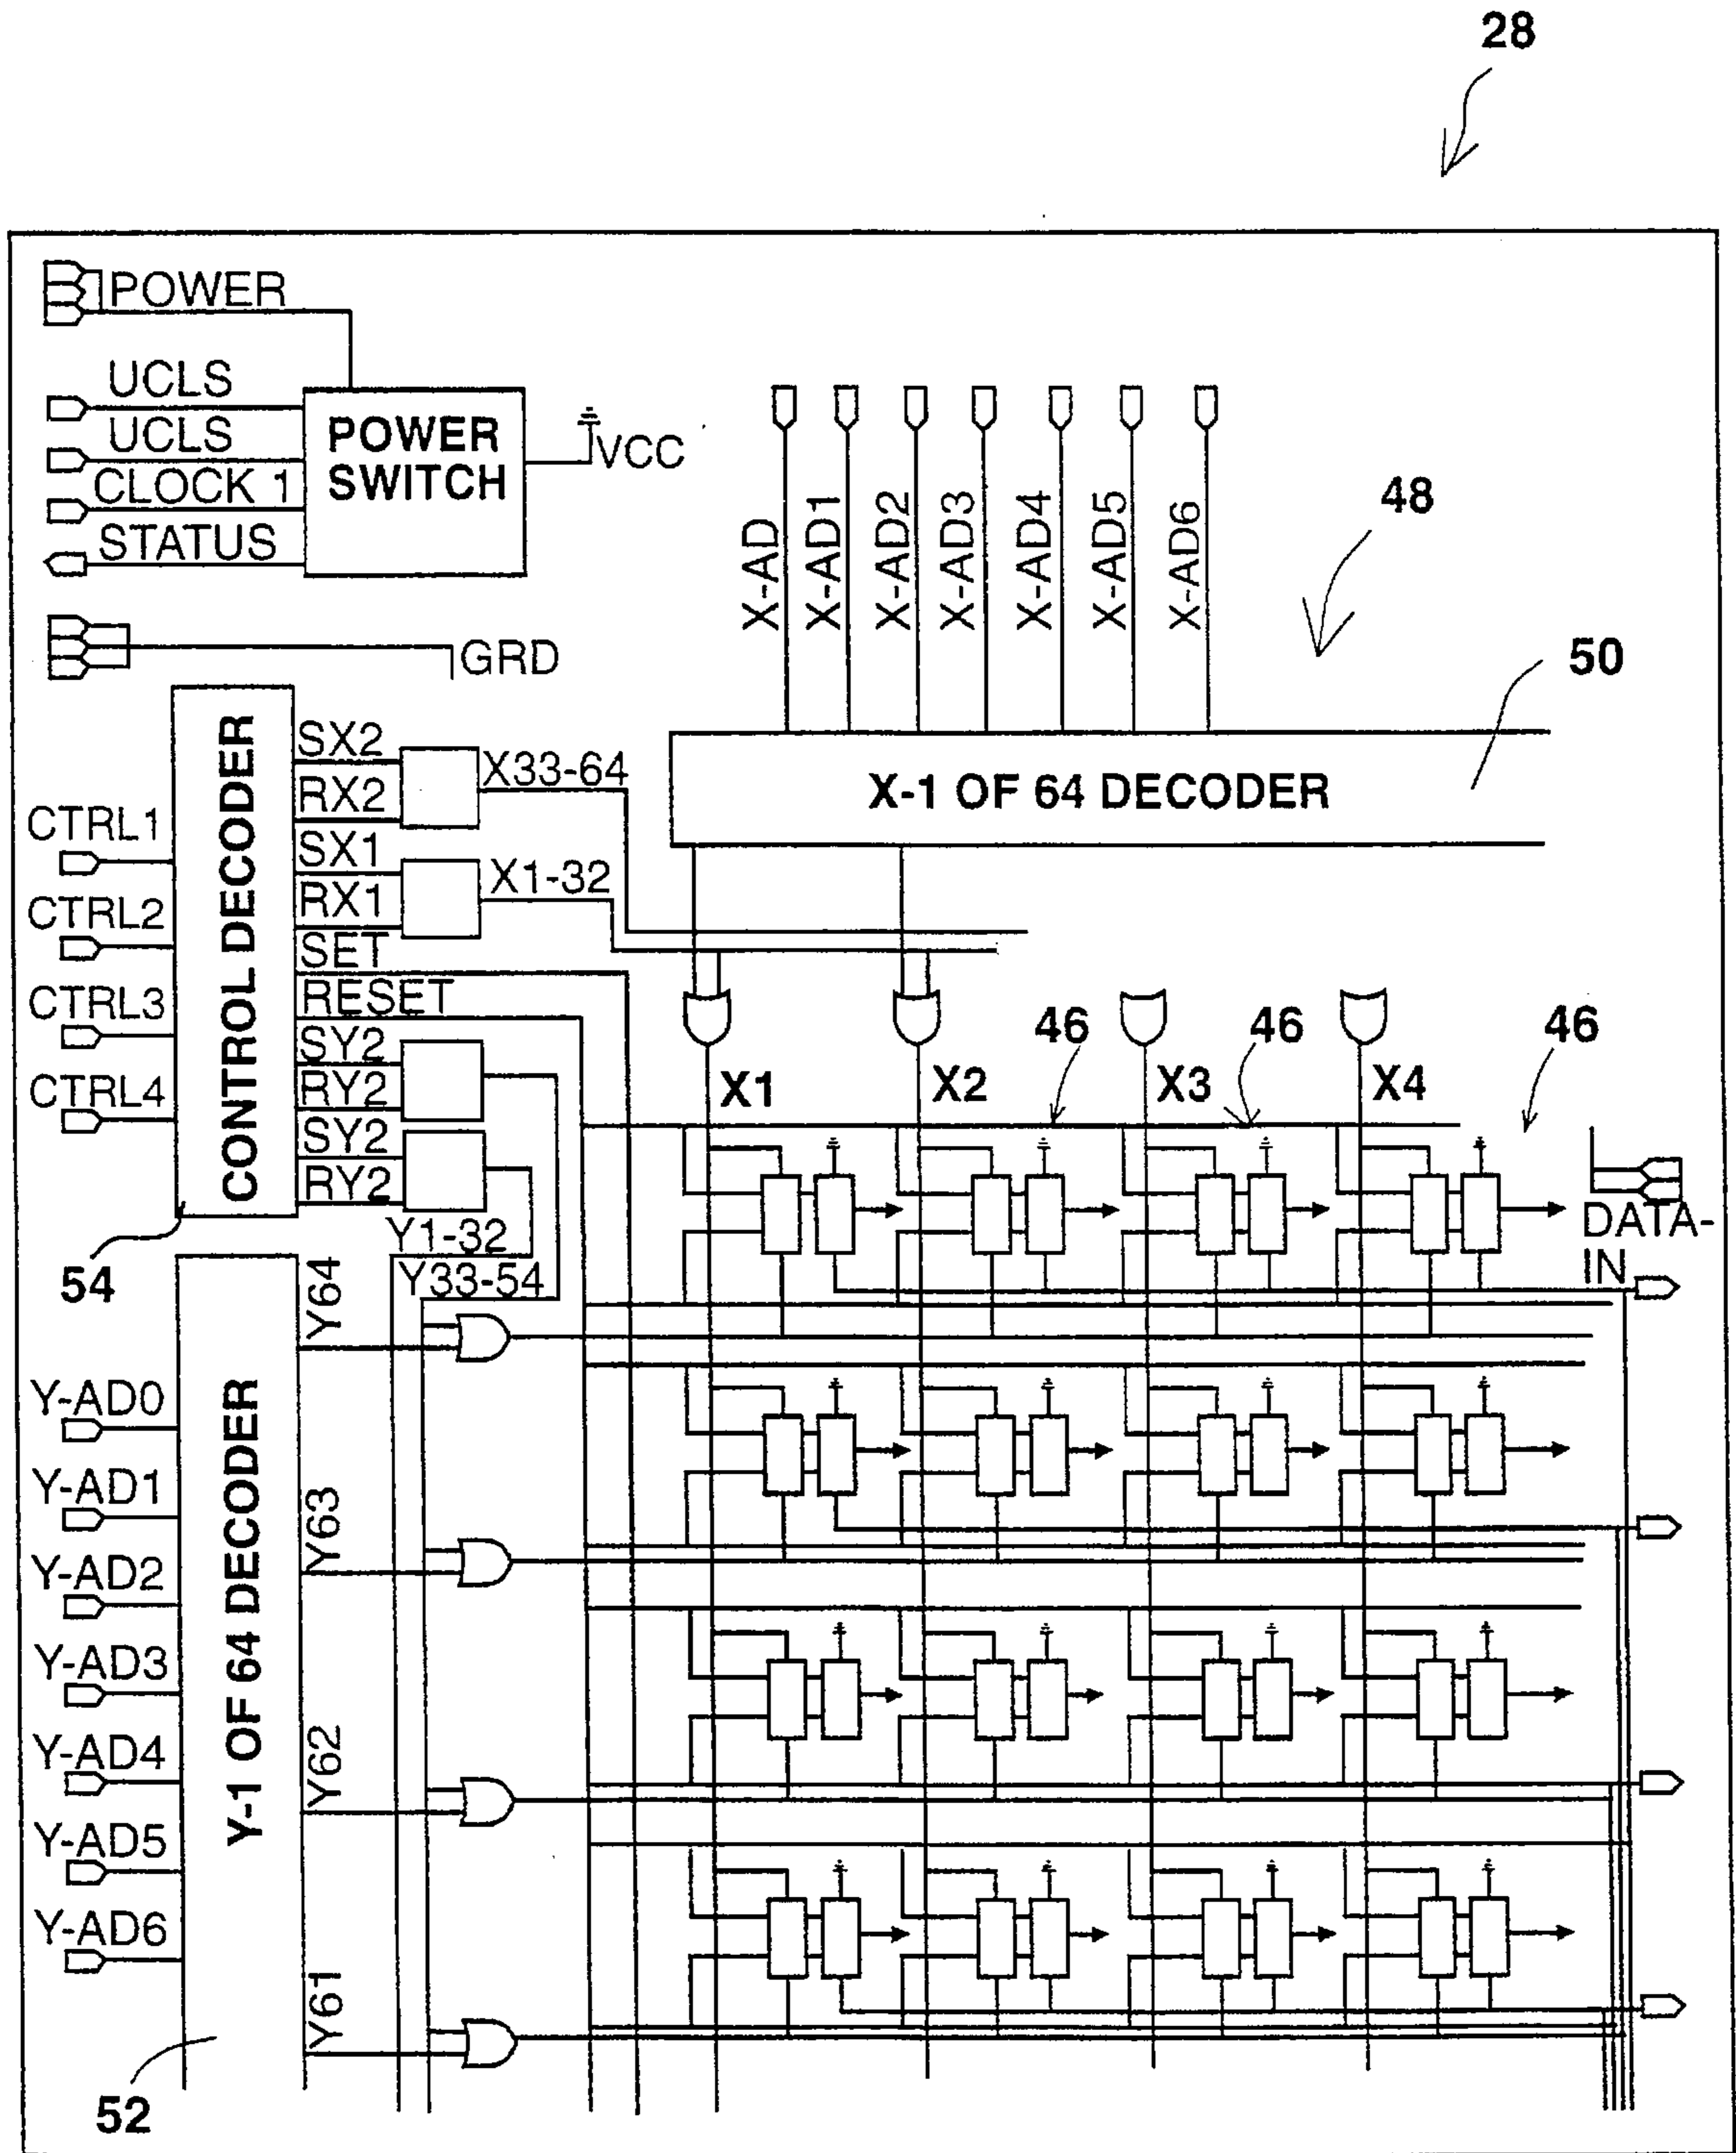 28
POWER
UCLS
UCLS
CLOCK 1
STATUS
POWER
SWITCH
VCC
GRD
X-AD
X-AD1
X-AD2
X-AD3
X-AD4
X-AD5
X-AD6
48
50
X-1 OF 64 DECODER
CONTROL DECODER
CTRL1
CTRL2
CTRL3
CTRL4
SX2
RX2
SX1
RX1
SET
RESET
SY2
RY2
SY2
RY2
X33-64
X1-32
Y1-32
Y33-54
54
46
46
46
X1
X2
X3
X4
DATA-
IN
Y64
Y63
Y62
Y61
Y-1 OF 64 DECODER
Y-AD0
Y-AD1
Y-AD2
Y-AD3
Y-AD4
Y-AD5
Y-AD6
52